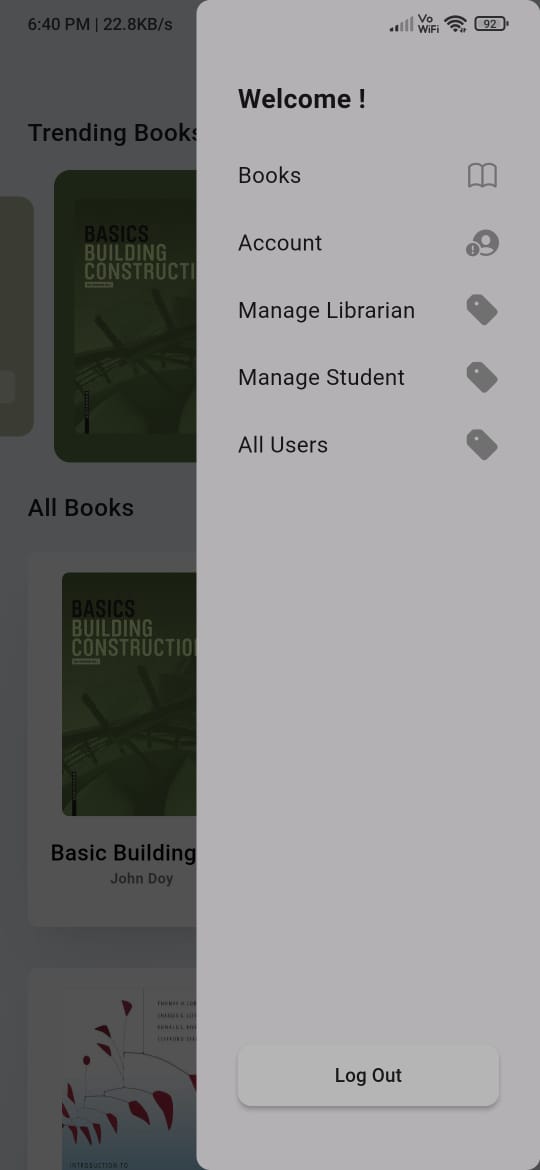 6:40 PM | 22.8KB/s
Vo
WiFi
92
Trending Books
BASICS
BUILDING
CONSTRUCTI
Welcome !
Books
Account
Manage Librarian
Manage Student
All Users
All Books
BASICS
BUILDING
CONSTRUCTION
Basic Building
John Doy
INTRODUCTION TO
Log Out